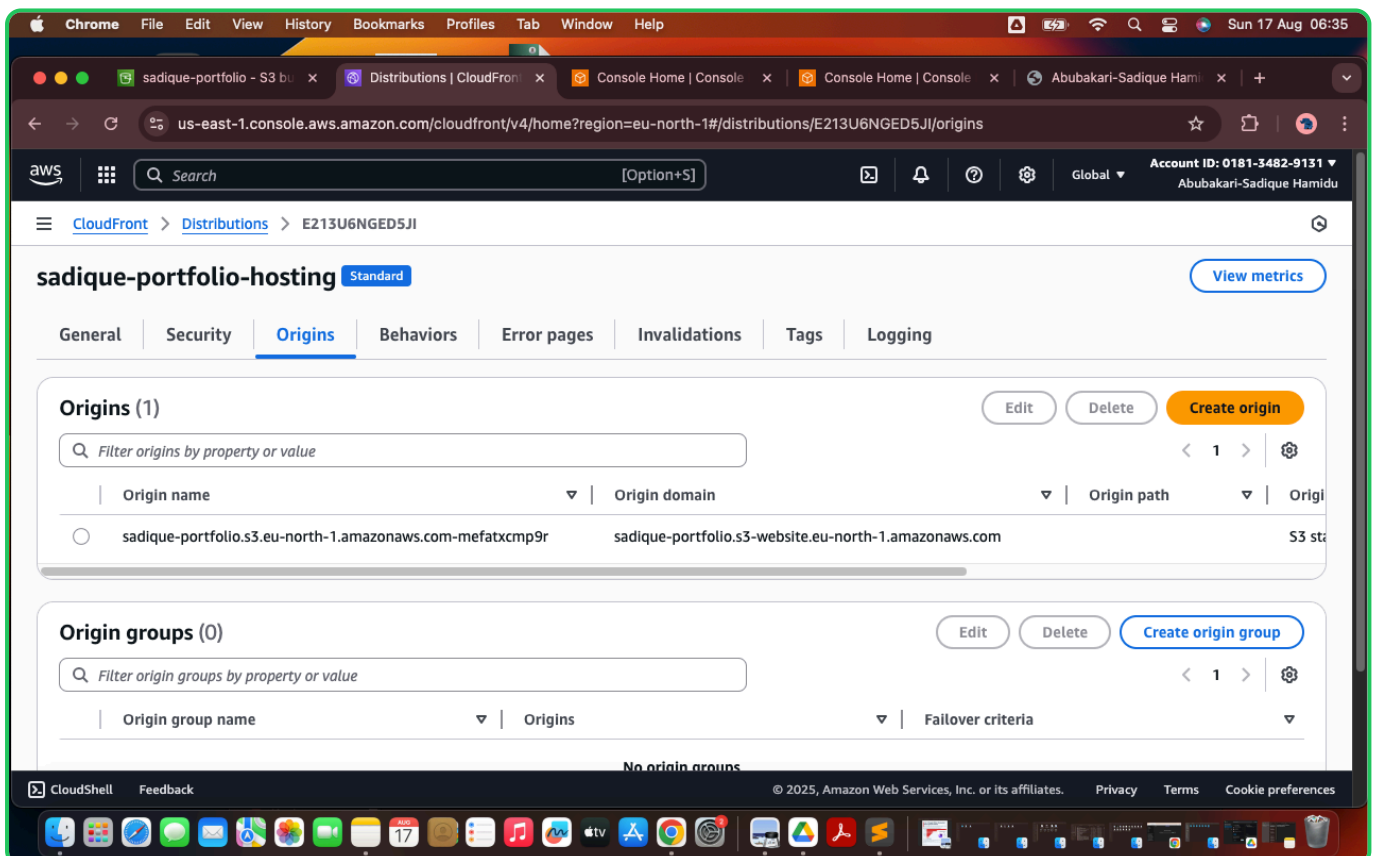 Chrome File Edit View History Bookmarks Profiles Tab Window Help Sun 17 Aug 06:35
sadique-portfolio - S3 bu Distributions | CloudFront Console Home | Console Console Home | Console Abubakari-Sadique Hami
us-east-1.console.aws.amazon.com/cloudfront/v4/home?region=eu-north-1#/distributions/E213U6NGED5JI/origins
aws Search [Option+S] Global Account ID: 0181-3482-9131
Abubakari-Sadique Hamidu
CloudFront > Distributions > E213U6NGED5JI
sadique-portfolio-hosting Standard View metrics
General Security Origins Behaviors Error pages Invalidations Tags Logging
Origins (1) Edit Delete Create origin
Filter origins by property or value 1
Origin name Origin domain Origin path Origi
sadique-portfolio.s3.eu-north-1.amazonaws.com-mefatxcmp9r sadique-portfolio.s3-website.eu-north-1.amazonaws.com S3 sta
Origin groups (0) Edit Delete Create origin group
Filter origin groups by property or value 1
Origin group name Origins Failover criteria
No origin groups
CloudShell Feedback © 2025, Amazon Web Services, Inc. or its affiliates. Privacy Terms Cookie preferences
AUG
17
tv
2